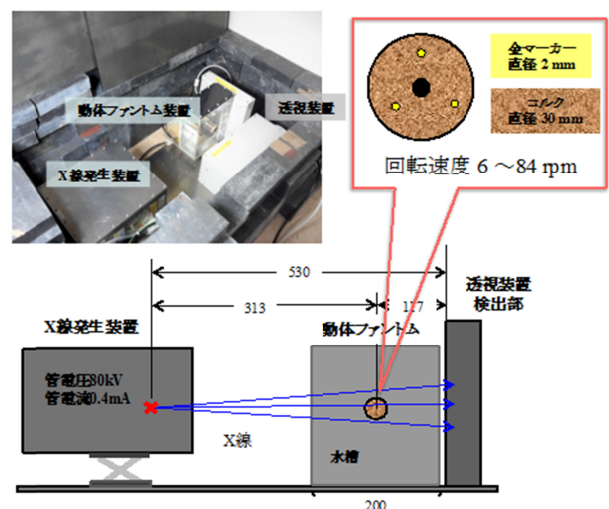 動体ファントム装置
透視装置
X線発生装置
金マーカー
直径 2 mm
コルク
直径 30 mm
回転速度 6 ～84 rpm
530
313
透視装置
検出部
X線発生装置
動体ファントム
管電圧80kV
管電流0.4mA
X線
水槽
200